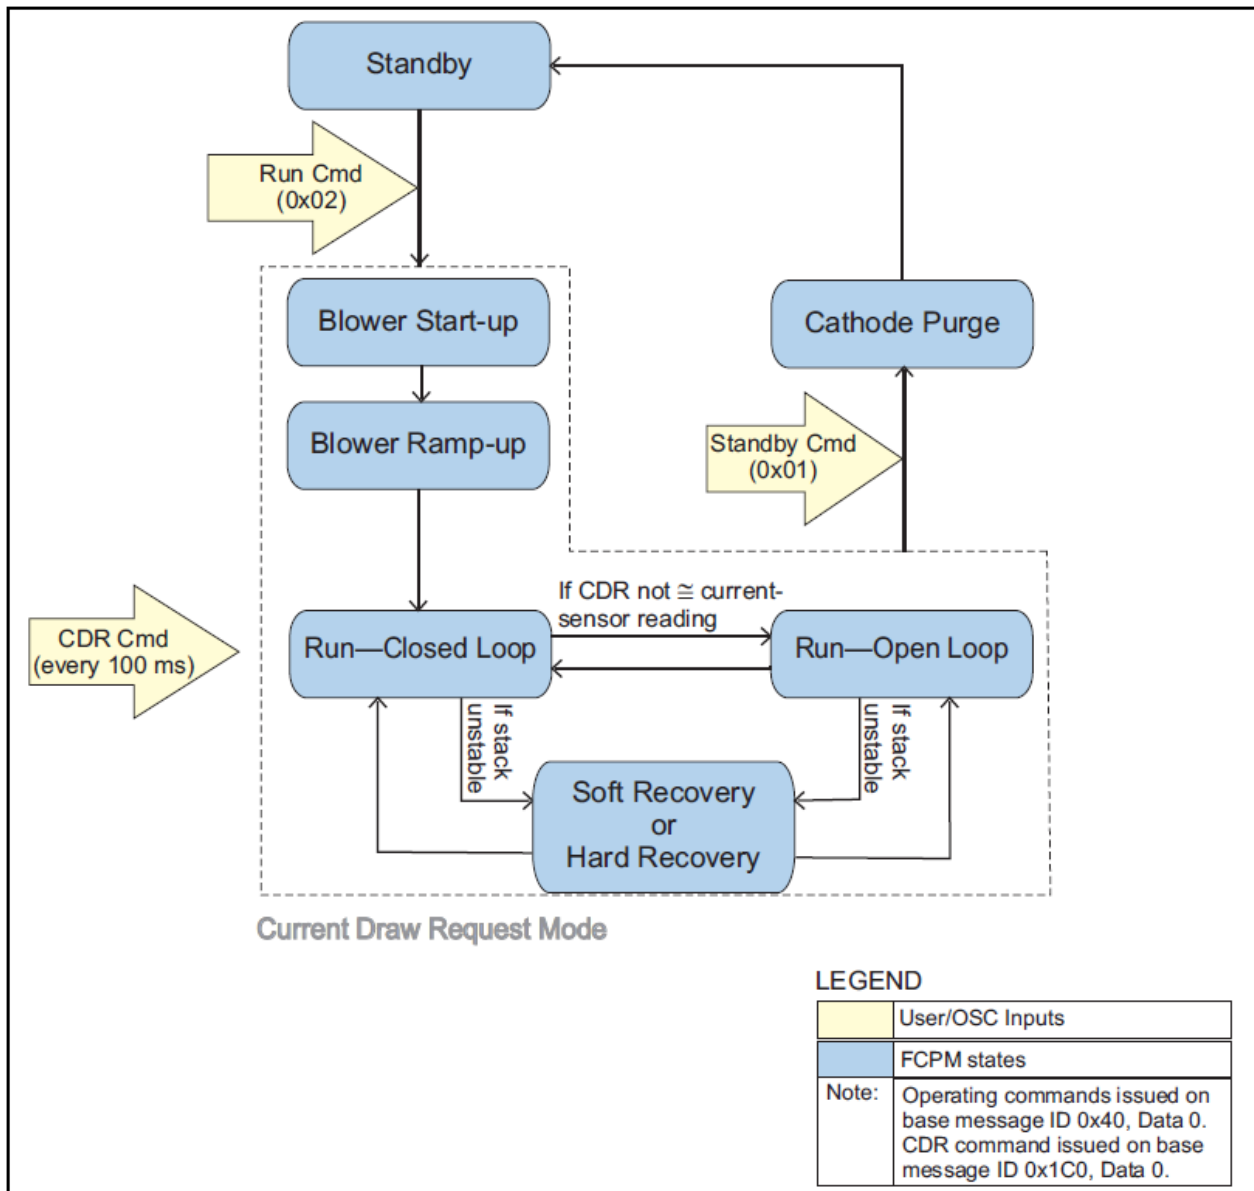 Standby
Run Cmd
(0x02)
Blower Start-up
Cathode Purge
Blower Ramp-up
Standby Cmd
(0x01)
If CDR not ≅ current-
sensor reading
CDR Cmd
(every 100 ms)
Run—Closed Loop
Run—Open Loop
If stack
unstable
If stack
unstable
Soft Recovery
or
Hard Recovery
Current Draw Request Mode
LEGEND
User/OSC Inputs
FCPM states
Note:
Operating commands issued on
base message ID 0x40, Data 0.
CDR command issued on base
message ID 0x1C0, Data 0.